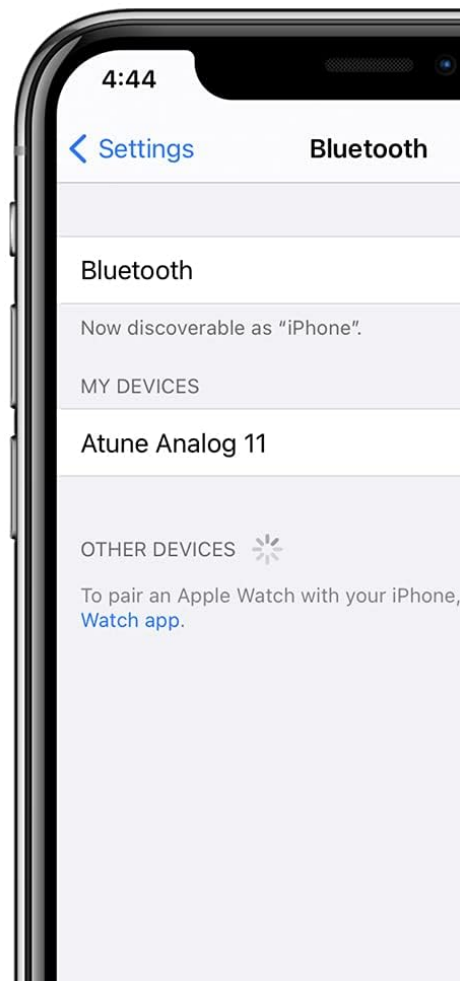 4:44
Settings Bluetooth
Bluetooth
Now discoverable as “iPhone”.
MY DEVICES
Atune Analog 11
OTHER DEVICES
To pair an Apple Watch with your iPhone,
Watch app.